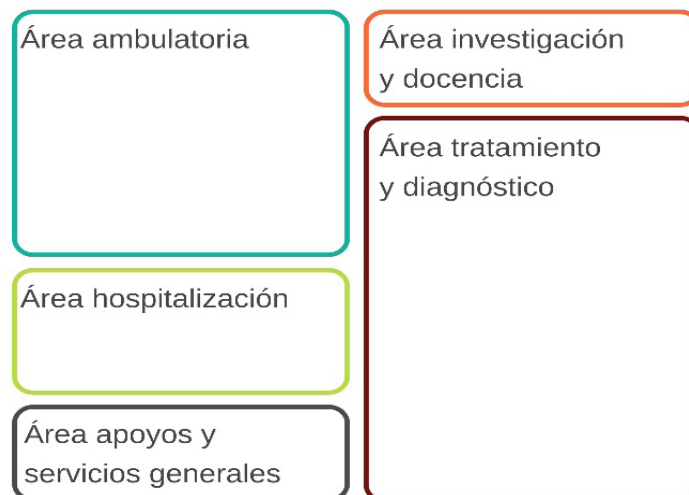 Área ambulatoria
Área hospitalización
Área apoyos y
servicios generales
Área investigación
y docencia
Área tratamiento
y diagnóstico